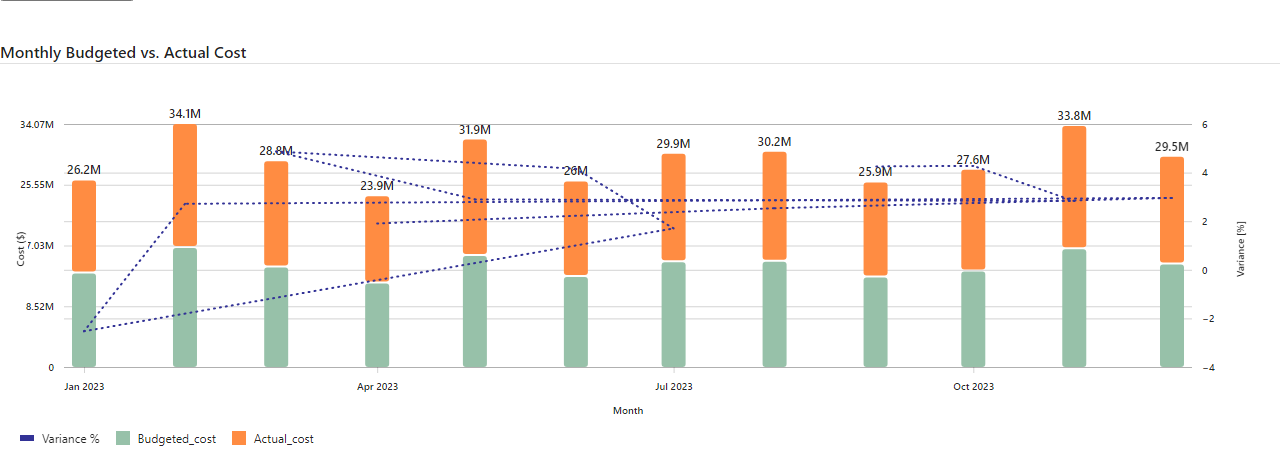 Monthly Budgeted vs. Actual Cost
34.1M
33.8M
34.07M
6
31.9M
28.8M
29.9M
30.2M
27.6M
29.5M
26.2M
26M
25.9M
4
25.55M
23.9M
2
7.03M
Cost ($)
Variance [%]
0
8.52M
−2
0
−4
Jan 2023
Apr 2023
Jul 2023
Oct 2023
Month
Variance %
Budgeted_cost
Actual_cost